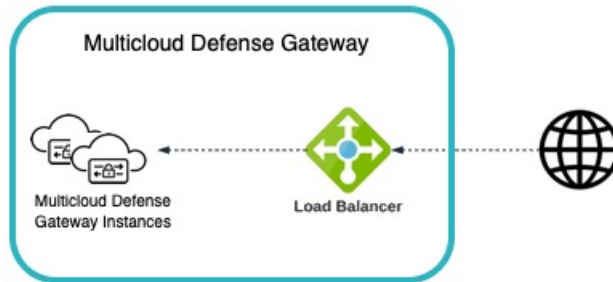 Multicloud Defense Gateway
Multicloud Defense
Gateway Instances
Load Balancer